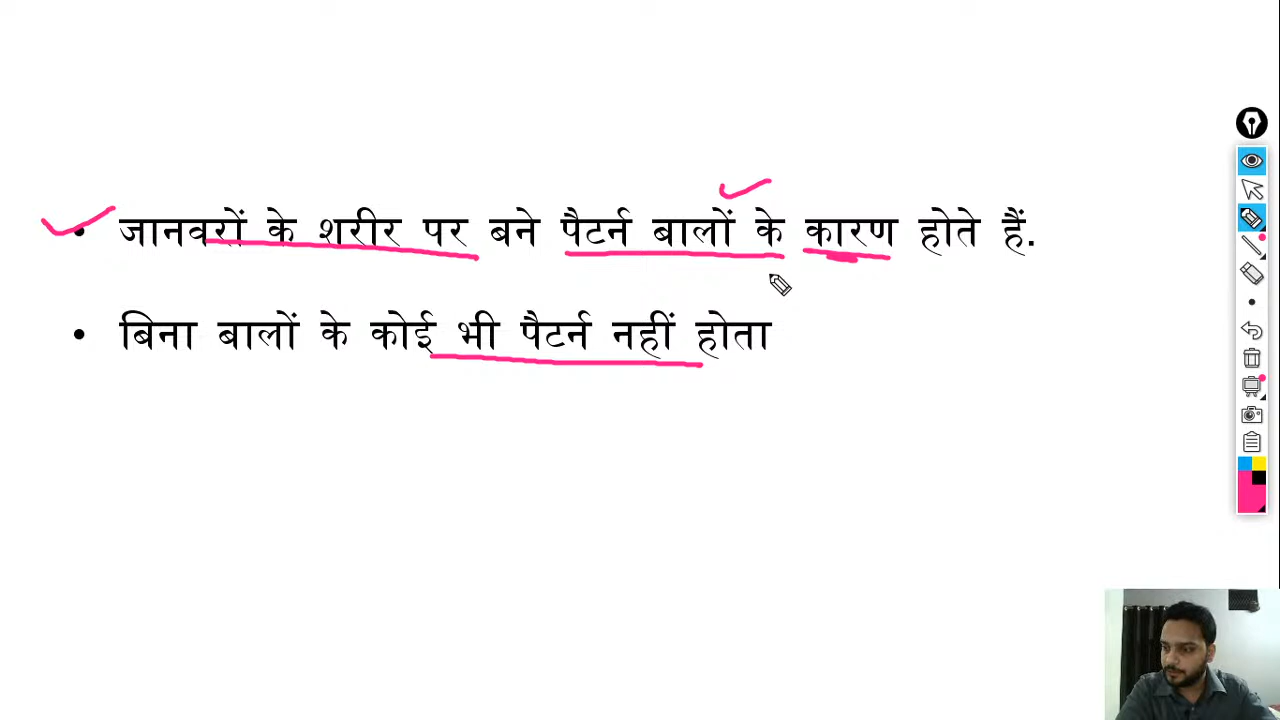 • जानवरों के शरीर पर बने पैटर्न बालों के कारण होते हैं.
• बिना बालों के कोई भी पैटर्न नहीं होता